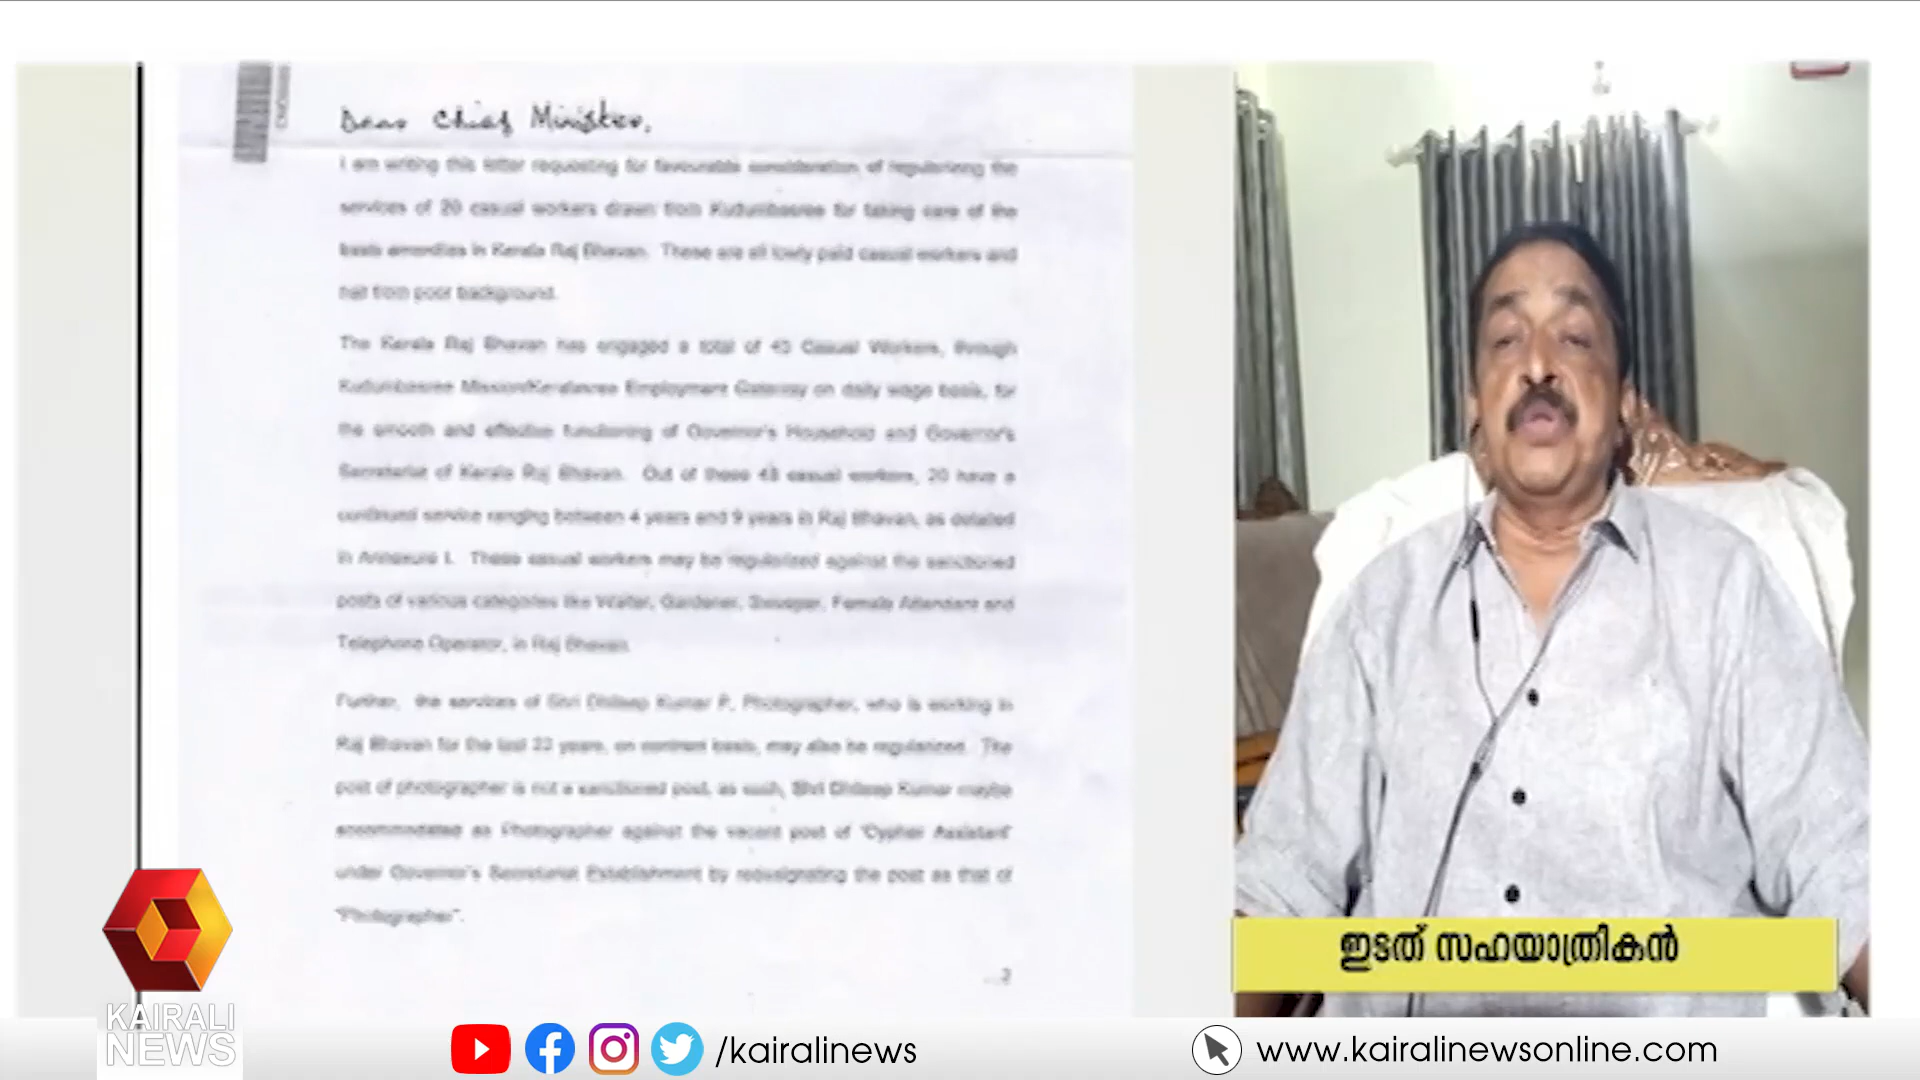 Dear Chief Minister,
I am writing this letter requesting for favourable consideration of regularizing the
services of 20 casual workers drawn from Kudumbasree for taking care of the
basic amenities in Kerala Raj Bhavan. These are all lowly paid casual workers and
hail from poor background.
The Kerala Raj Bhavan has engaged a total of 45 Casual Workers, through
Kudumbasree Mission/Keralasree Employment Gateway on daily wage basis, for
the smooth and effective functioning of Governor's Household and Governor's
Secretariat of Kerala Raj Bhavan. Out of these 45 casual workers, 20 have a
continued service ranging between 4 years and 9 years in Raj Bhavan, as detailed
in Annexure I. These casual workers may be regularized against the sanctioned
posts of various categories like Waiter, Gardener, Sweeper, Female Attendant and
Telephone Operator, in Raj Bhavan.
Further, the services of Shri Dhileep Kumar P, Photographer, who is working in
Raj Bhavan for the last 22 years, on contract basis, may also be regularized. The
post of photographer is not a sanctioned post, as such, Shri Dhileep Kumar maybe
accommodated as Photographer against the vacant post of 'Cypher Assistant'
under Governor's Secretariat Establishment by redesignating the post as that of
"Photographer".
...2
ഇടത് സഹയാത്രികൻ
KAIRALI
NEWS
/kairalinews
www.kairalinewsonline.com